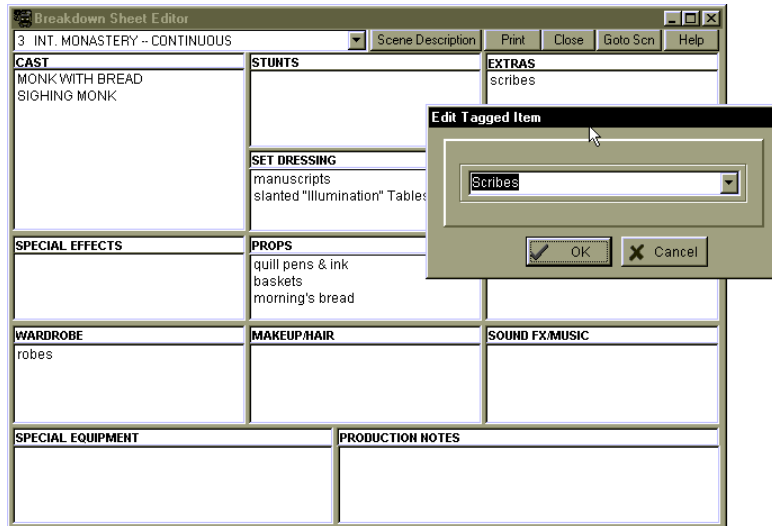 Breakdown Sheet Editor
3 INT. MONASTERY -- CONTINUOUS
Scene Description
Print
Close
Goto Scn
Help
CAST
MONK WITH BREAD
SIGHING MONK
STUNTS
EXTRAS
scribes
Edit Tagged Item
Scribes
OK
Cancel
SET DRESSING
manuscripts
slanted "Illumination" Tables
SPECIAL EFFECTS
PROPS
quill pens & ink
baskets
morning's bread
WARDROBE
robes
MAKEUP/HAIR
SOUND FX/MUSIC
SPECIAL EQUIPMENT
PRODUCTION NOTES